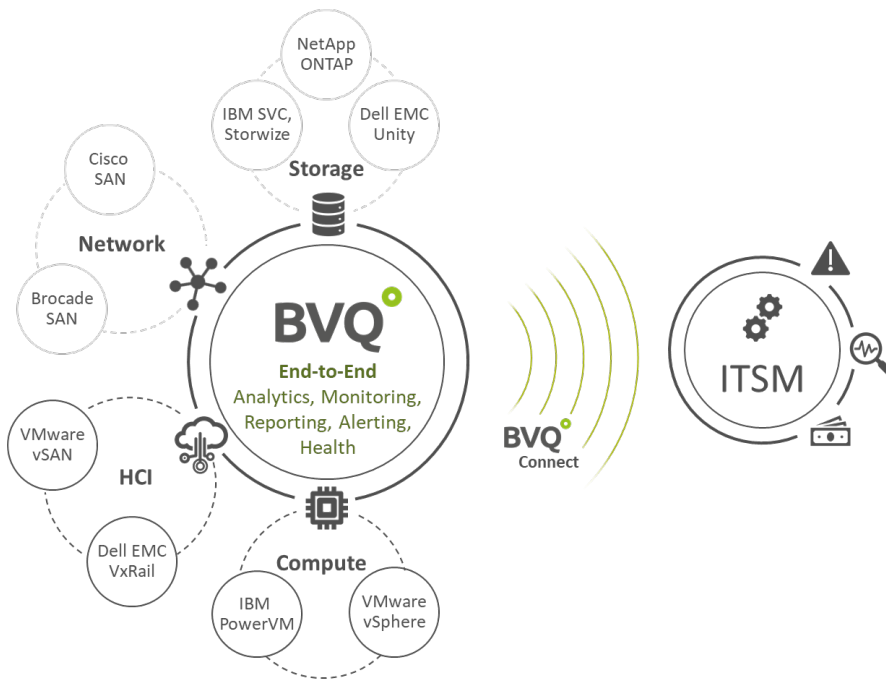 NetApp
ONTAP
IBM SVC,
Storwize
Dell EMC
Unity
Storage
Cisco
SAN
Network
Brocade
SAN
BVQ
End-to-End
Analytics, Monitoring,
Reporting, Alerting,
Health
VMware
vSAN
HCI
Dell EMC
VxRail
Compute
IBM
PowerVM
VMware
vSphere
BVQ
Connect
ITSM